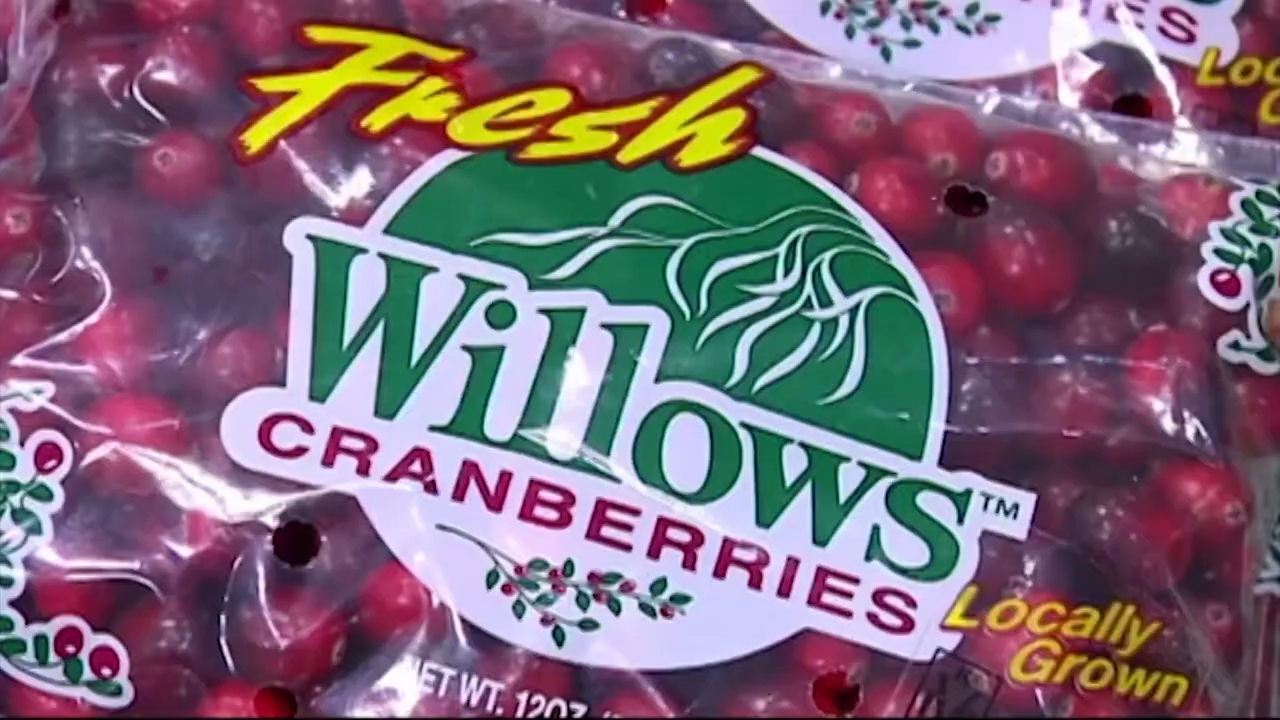 Fresh
Willows™
CRANBERRIES
Locally
Grown
NET WT. 12OZ